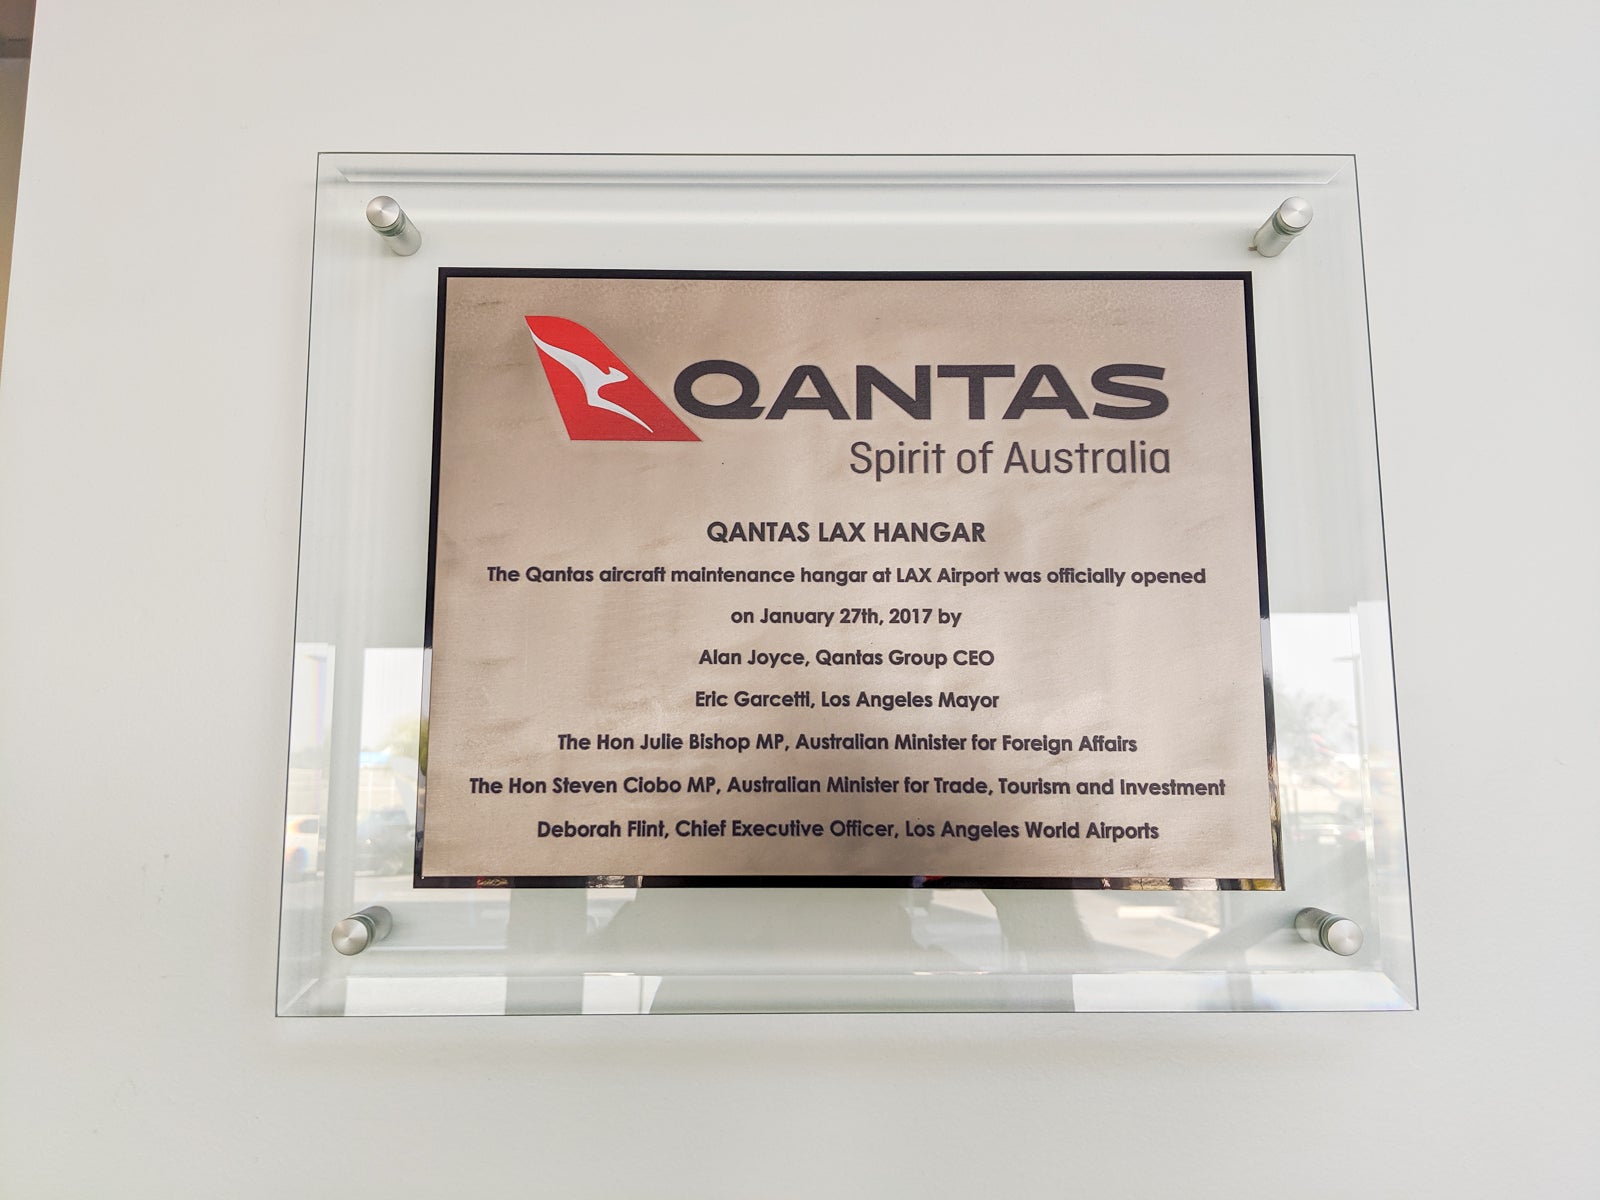 QANTAS
Spirit of Australia
QANTAS LAX HANGAR
The Qantas aircraft maintenance hangar at LAX Airport was officially opened
on January 27th, 2017 by
Alan Joyce, Qantas Group CEO
Eric Garcetti, Los Angeles Mayor
The Hon Julie Bishop MP, Australian Minister for Foreign Affairs
The Hon Steven Ciobo MP, Australian Minister for Trade, Tourism and Investment
Deborah Flint, Chief Executive Officer, Los Angeles World Airports